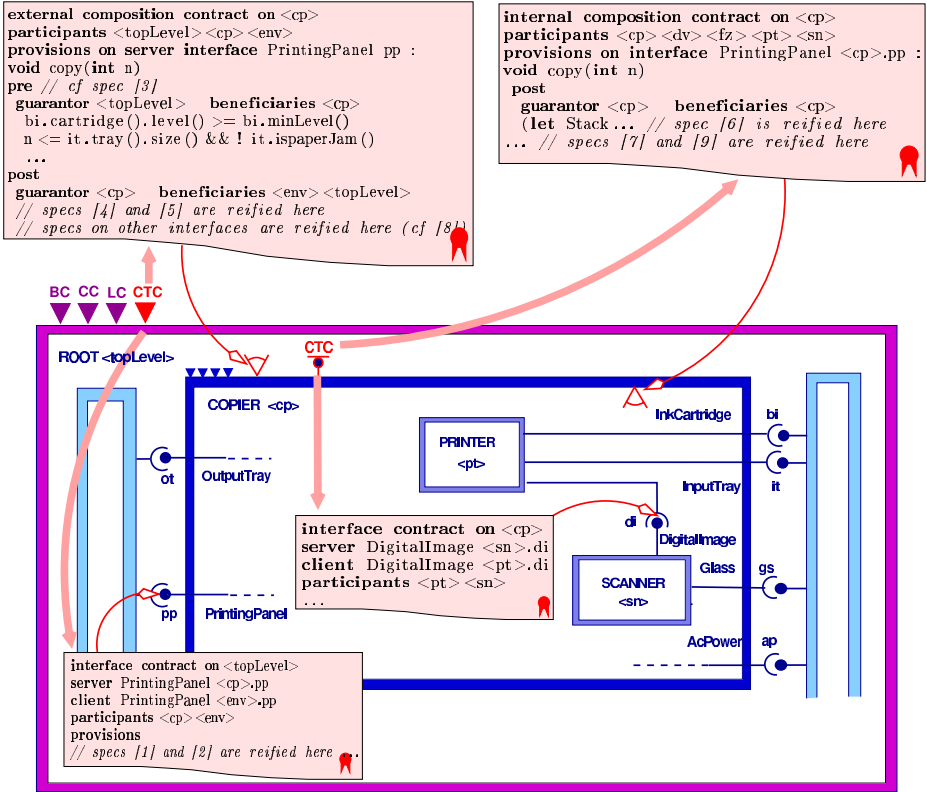 external composition contract on <cp>
participants <topLevel><cp><env>
provisions on server interface PrintingPanel pp :
void copy(int n)
pre // cf spec [3]
guarantor <topLevel> beneficiaries <cp>
bi.cartridge().level() >= bi.minLevel()
n <= it.tray().size() && ! it.ispaperJam()
...
post
guarantor <cp> beneficiaries <env><topLevel>
// specs [4] and [5] are reified here
// specs on other interfaces are reified here (cf [8])
internal composition contract on <cp>
participants <cp><dv><fz><pt><sn>
provisions on interface PrintingPanel <cp>.pp :
void copy(int n)
post
guarantor <cp> beneficiaries <cp>
(let Stack... // spec [6] is reified here
... // specs [7] and [9] are reified here
BC CC LC CTC
ROOT <topLevel>
CTC
COPIER <cp>
InkCartridge bi
PRINTER
<pt>
ot
OutputTray
InputTray it
di
DigitalImage
interface contract on <cp>
server DigitalImage <sn>.di
client DigitalImage <pt>.di
participants <pt><sn>
...
Glass gs
SCANNER
<sn>
pp
PrintingPanel
AcPower ap
interface contract on <topLevel>
server PrintingPanel <cp>.pp
client PrintingPanel <env>.pp
participants <cp><env>
provisions
// specs [1] and [2] are reified here ...